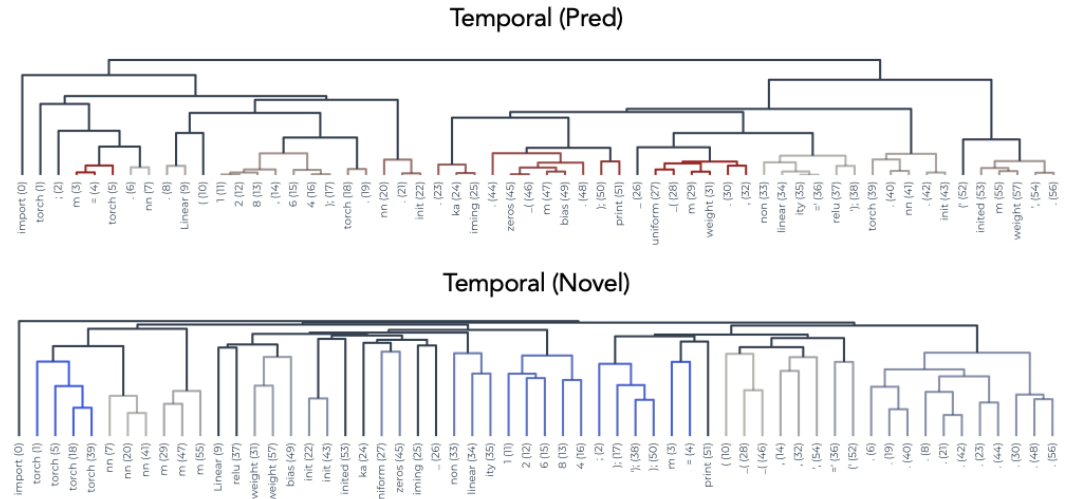 Temporal (Pred)
import (0)
torch (1)
; (2)
m (3)
= (4)
torch (5)
. (6)
nn (7)
. (8)
Linear (9)
( (10)
1 (11)
2 (12)
8 (13)
, (14)
6 (15)
4 (16)
); (17)
torch (18)
. (19)
nn (20)
. (21)
init (22)
. (23)
ka (24)
iming (25)
. (44)
zeros (45)
_( (46)
m (47)
bias (49)
. (48)
); (50)
print (51)
_ (26)
uniform (27)
_( (28)
m (29)
weight (31)
. (30)
, (32)
non (33)
linear (34)
ity (35)
=' (36)
relu (37)
'); (38)
torch (39)
. (40)
nn (41)
. (42)
init (43)
(' (52)
inited (53)
m (55)
weight (57)
', (54)
. (56)
Temporal (Novel)
import (0)
torch (1)
torch (5)
torch (18)
torch (39)
nn (7)
nn (20)
nn (41)
m (29)
m (47)
m (55)
Linear (9)
relu (37)
weight (31)
weight (57)
bias (49)
init (22)
init (43)
inited (53)
ka (24)
niform (27)
zeros (45)
iming (25)
_ (26)
non (33)
linear (34)
ity (35)
1 (11)
2 (12)
6 (15)
8 (13)
4 (16)
; (2)
); (17)
'); (38)
); (50)
m (3)
= (4)
print (51)
( (10)
_( (28)
_( (46)
, (14)
, (32)
', (54)
=' (36)
(' (52)
. (6)
. (19)
. (40)
. (8)
. (21)
. (42)
. (23)
. (44)
. (30)
. (48)
. (56)